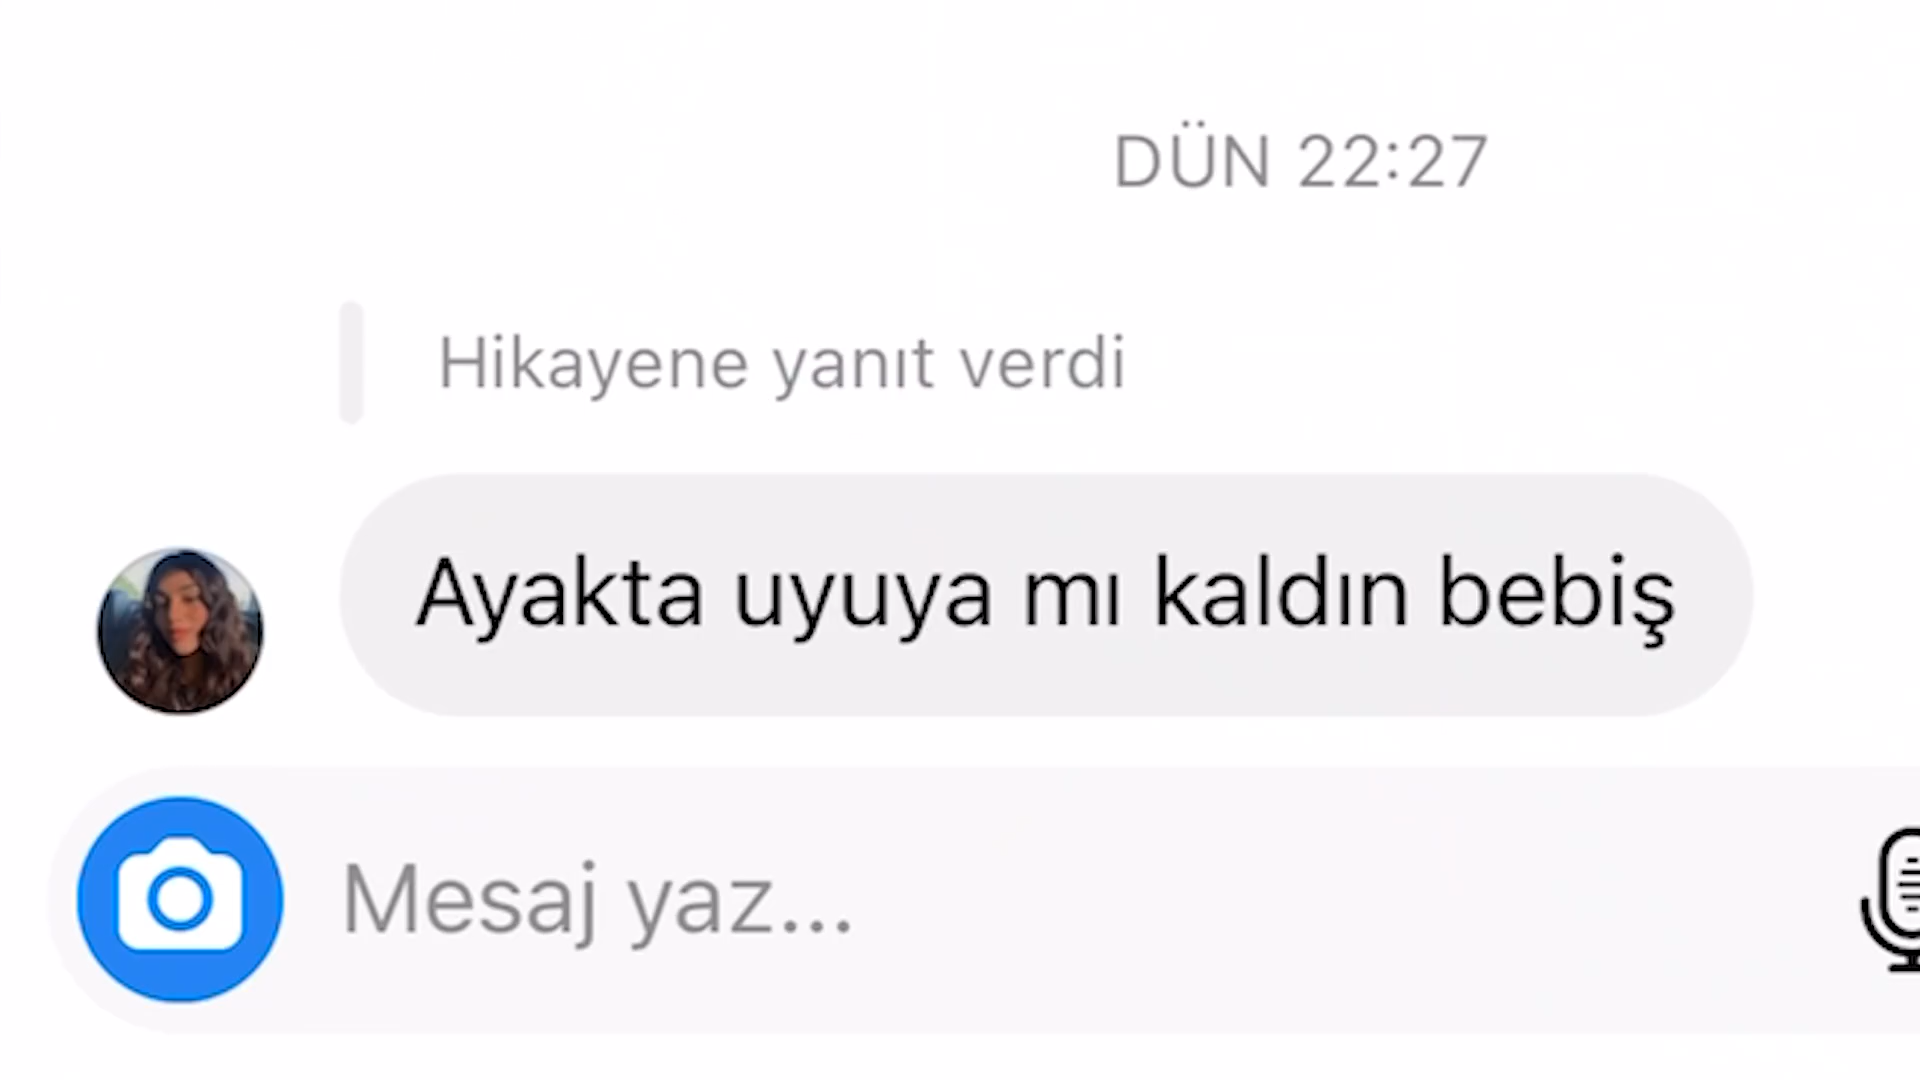 DÜN 22:27
Hikayene yanıt verdi
Ayakta uyuya mı kaldın bebiş
Mesaj yaz...